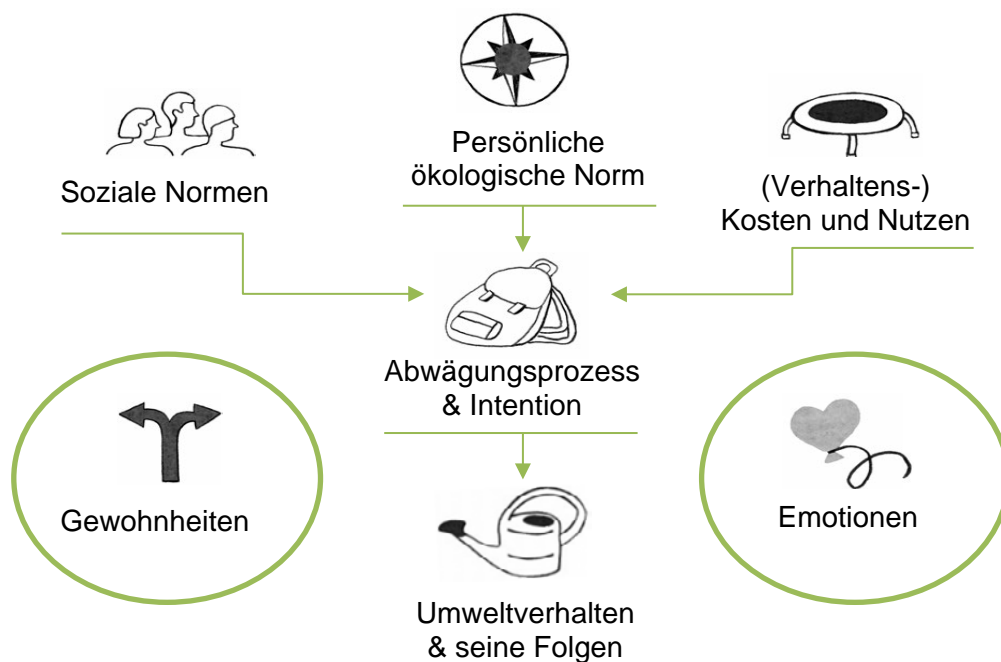 Soziale Normen
Persönliche
ökologische Norm
(Verhaltens-)
Kosten und Nutzen
Abwägungsprozess
& Intention
Gewohnheiten
Emotionen
Umweltverhalten
& seine Folgen